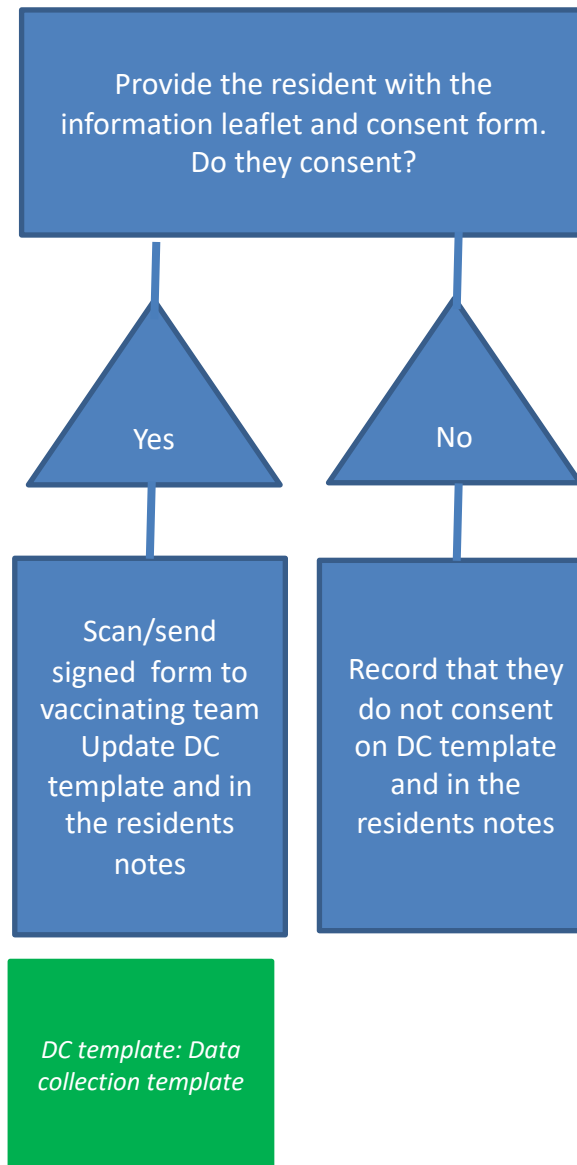 Provide the resident with the
information leaflet and consent form.
Do they consent?
Yes
No
Scan/send
signed  form to
vaccinating team
Update DC
template and in
the residents
notes
Record that they
do not consent
on DC template
and in the
residents notes
DC template: Data
collection template